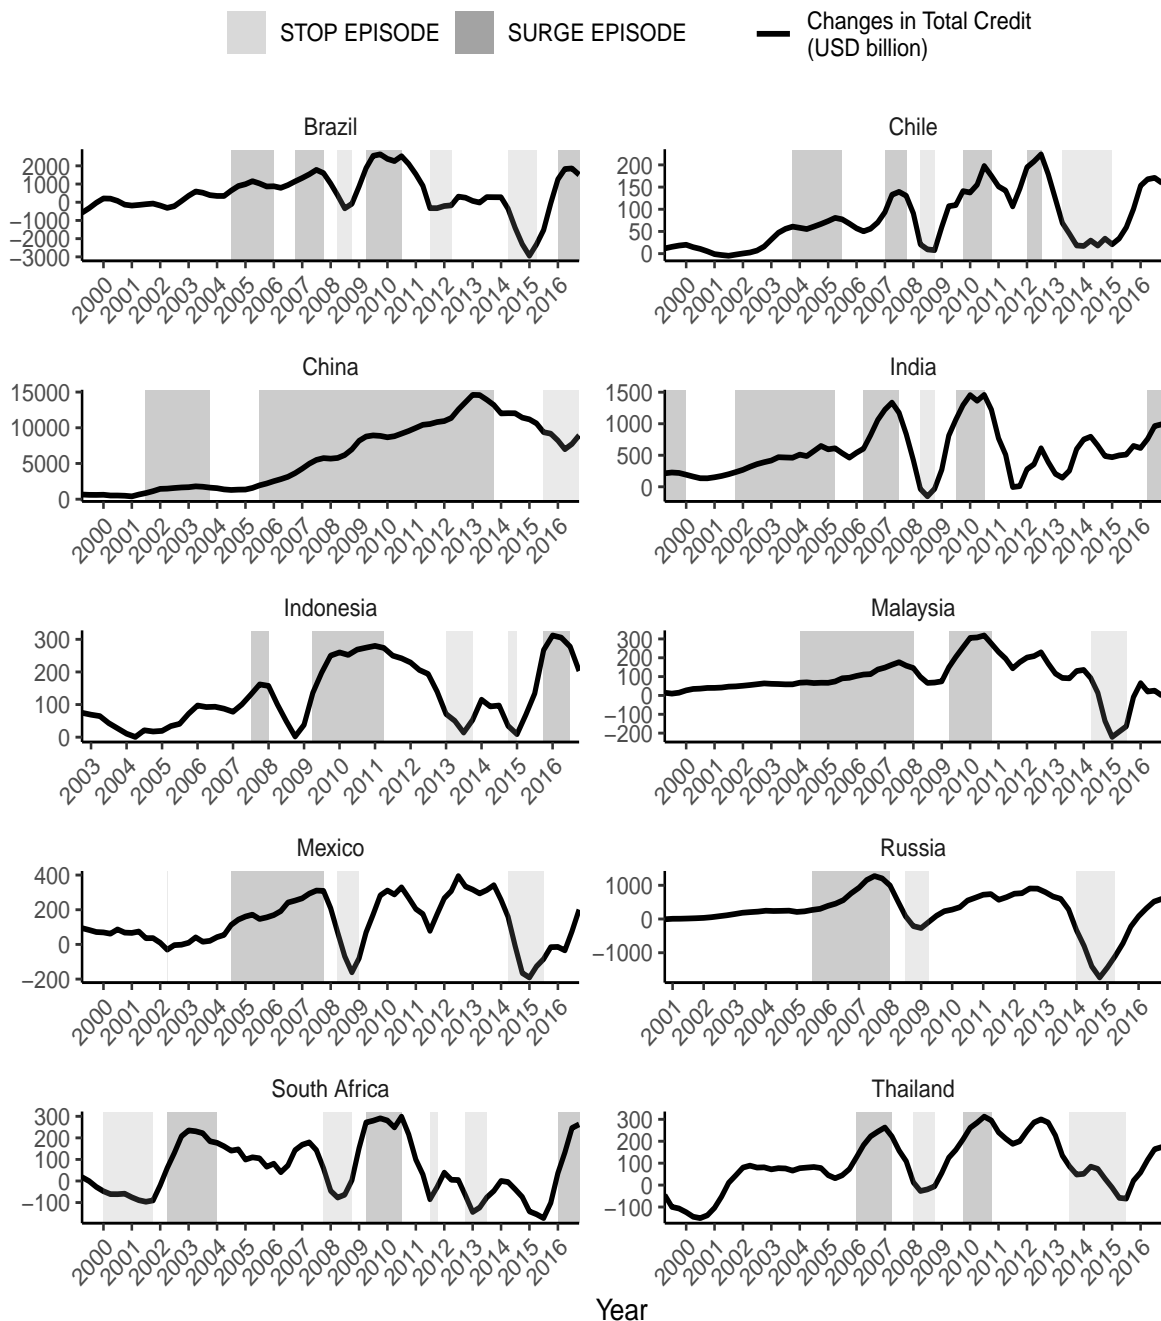 STOP EPISODE SURGE EPISODE Changes in Total Credit
(USD billion)
Brazil
2000
1000
0
−1000
−2000
−3000
2000 2001 2002 2003 2004 2005 2006 2007 2008 2009 2010 2011 2012 2013 2014 2015 2016
Chile
200
150
100
50
0
2000 2001 2002 2003 2004 2005 2006 2007 2008 2009 2010 2011 2012 2013 2014 2015 2016
China
15000
10000
5000
0
2000 2001 2002 2003 2004 2005 2006 2007 2008 2009 2010 2011 2012 2013 2014 2015 2016
India
1500
1000
500
0
2000 2001 2002 2003 2004 2005 2006 2007 2008 2009 2010 2011 2012 2013 2014 2015 2016
Indonesia
300
200
100
0
2003 2004 2005 2006 2007 2008 2009 2010 2011 2012 2013 2014 2015 2016
Malaysia
300
200
100
0
−100
−200
2000 2001 2002 2003 2004 2005 2006 2007 2008 2009 2010 2011 2012 2013 2014 2015 2016
Mexico
400
200
0
−200
2000 2001 2002 2003 2004 2005 2006 2007 2008 2009 2010 2011 2012 2013 2014 2015 2016
Russia
1000
0
−1000
2001 2002 2003 2004 2005 2006 2007 2008 2009 2010 2011 2012 2013 2014 2015 2016
South Africa
300
200
100
0
−100
2000 2001 2002 2003 2004 2005 2006 2007 2008 2009 2010 2011 2012 2013 2014 2015 2016
Thailand
300
200
100
0
−100
2000 2001 2002 2003 2004 2005 2006 2007 2008 2009 2010 2011 2012 2013 2014 2015 2016
Year